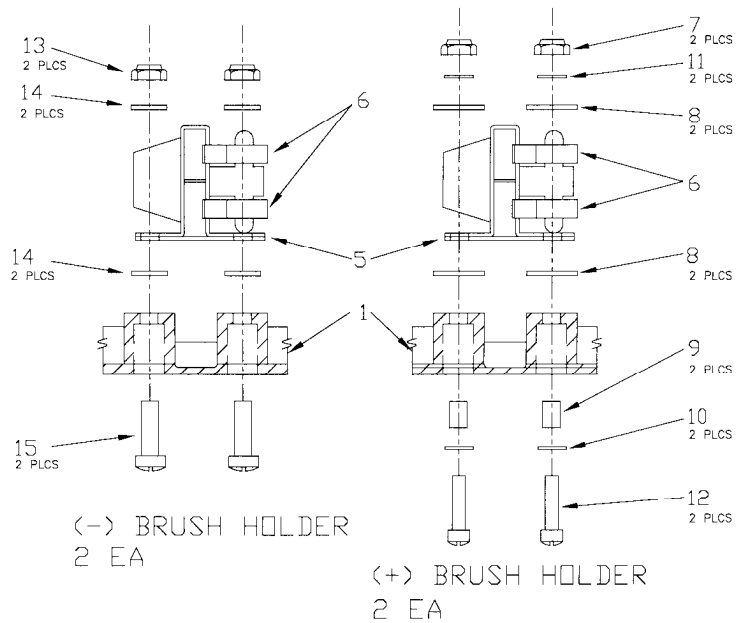 13
2 PLCS
14
2 PLCS
6
14
2 PLCS
5
1
15
2 PLCS
(-) BRUSH HOLDER
2 EA
7
2 PLCS
11
2 PLCS
8
2 PLCS
6
8
2 PLCS
9
2 PLCS
10
2 PLCS
12
2 PLCS
(+) BRUSH HOLDER
2 EA